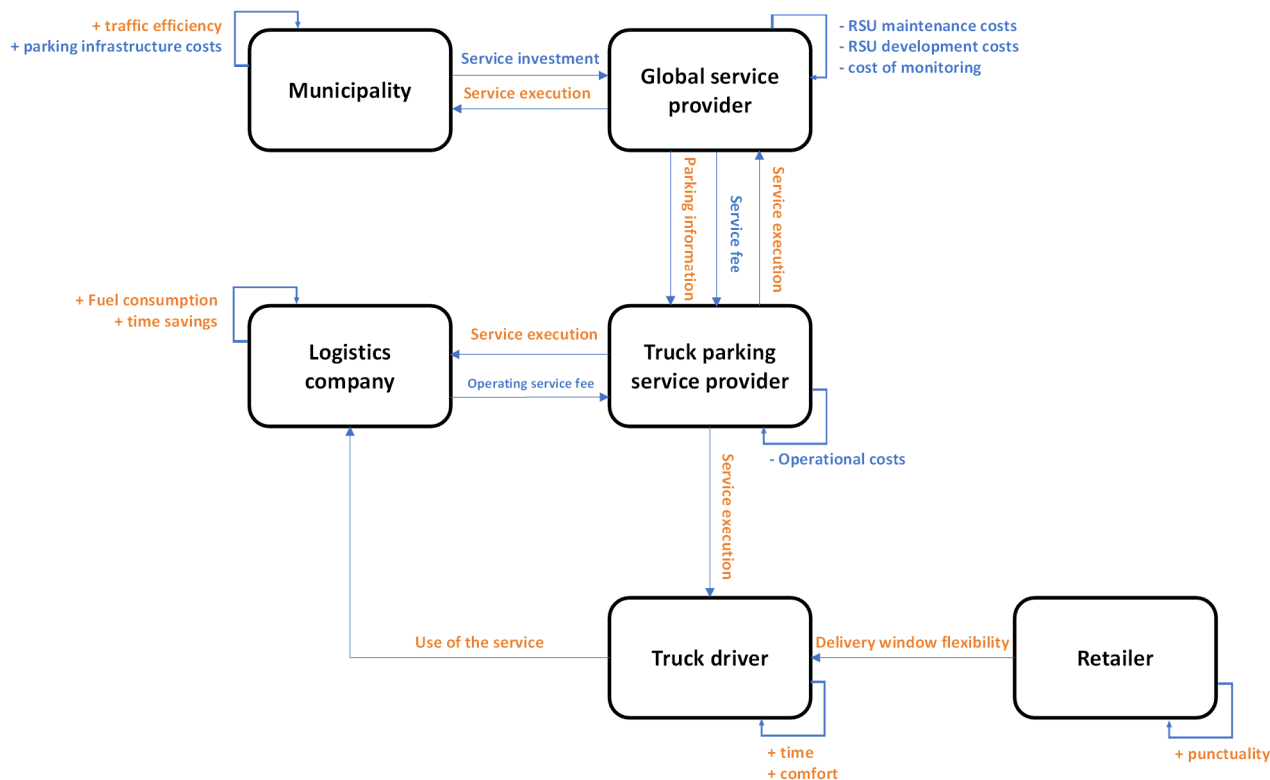 + traffic efficiency
+ parking infrastructure costs
Municipality
Service investment
Service execution
Global service
provider
- RSU maintenance costs
- RSU development costs
- cost of monitoring
Parking information
Service fee
Service execution
+ Fuel consumption
+ time savings
Logistics
company
Service execution
Operating service fee
Truck parking
service provider
- Operational costs
Service execution
Use of the service
Truck driver
Delivery window flexibility
Retailer
+ time
+ comfort
+ punctuality